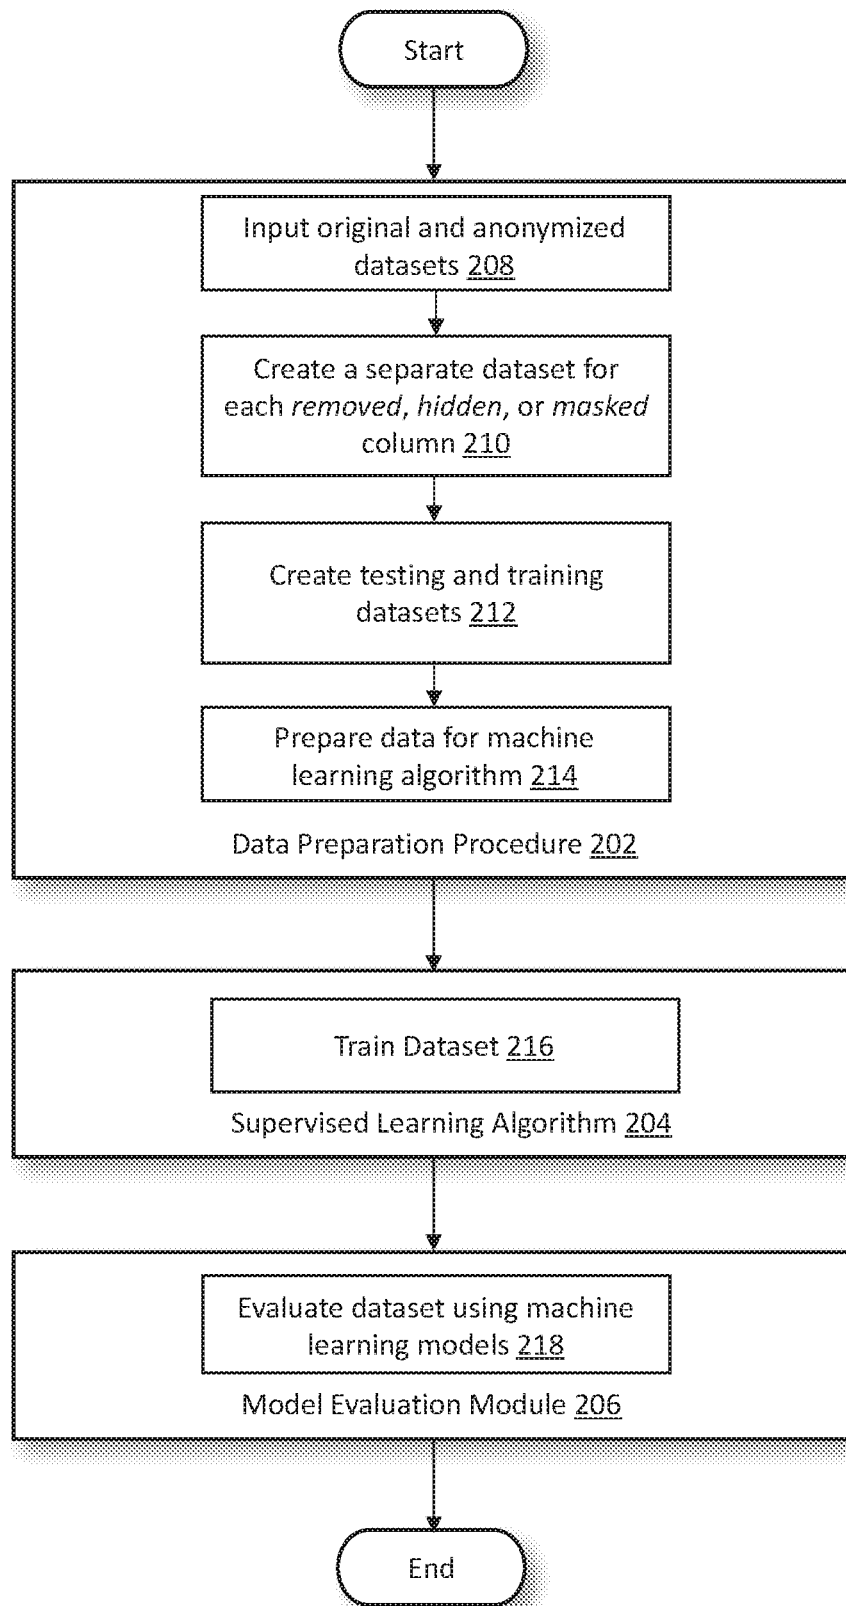 Start
Input original and anonymized
datasets 208
Create a separate dataset for
each removed, hidden, or masked
column 210
Create testing and training
datasets 212
Prepare data for machine
learning algorithm 214
Data Preparation Procedure 202
Train Dataset 216
Supervised Learning Algorithm 204
Evaluate dataset using machine
learning models 218
Model Evaluation Module 206
End